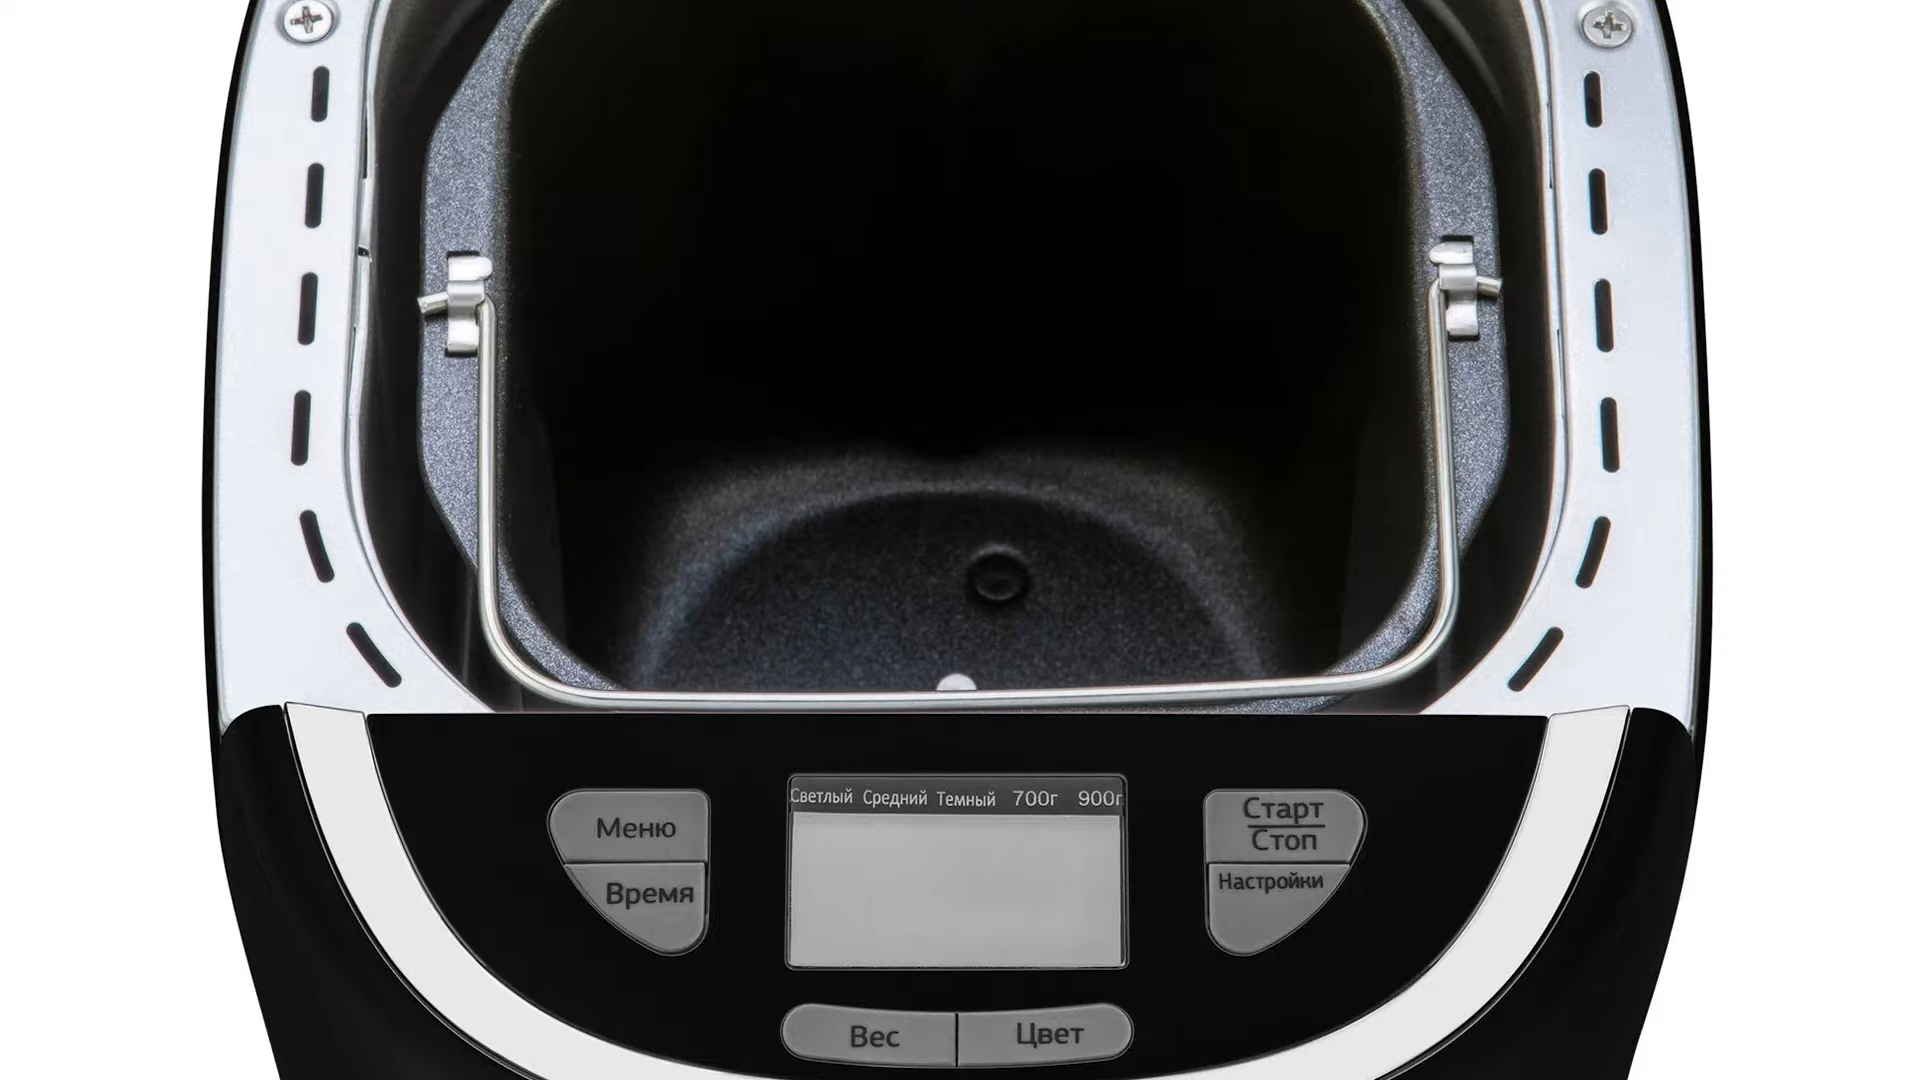 Светлый Средний Темный 700г 900г
Меню
Время
Старт
Стоп
Настройки
Вес
Цвет